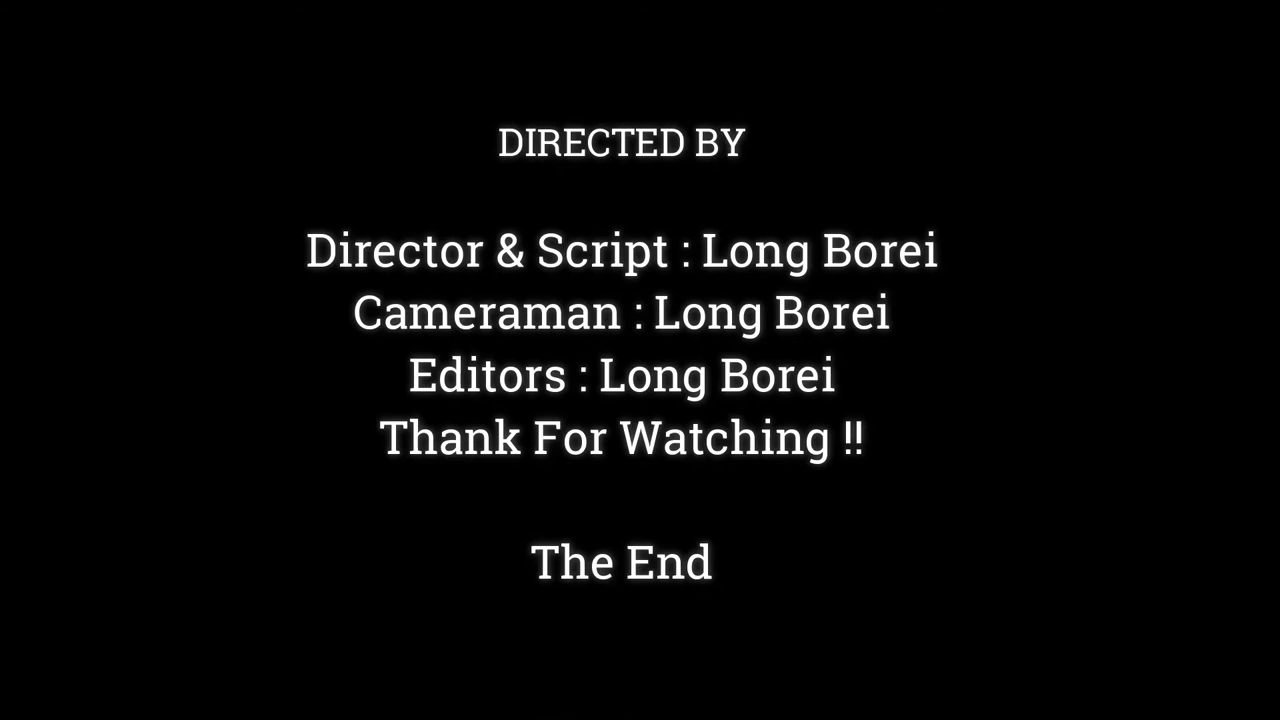 DIRECTED BY
Director & Script : Long Borei
Cameraman : Long Borei
Editors : Long Borei
Thank For Watching !!
The End